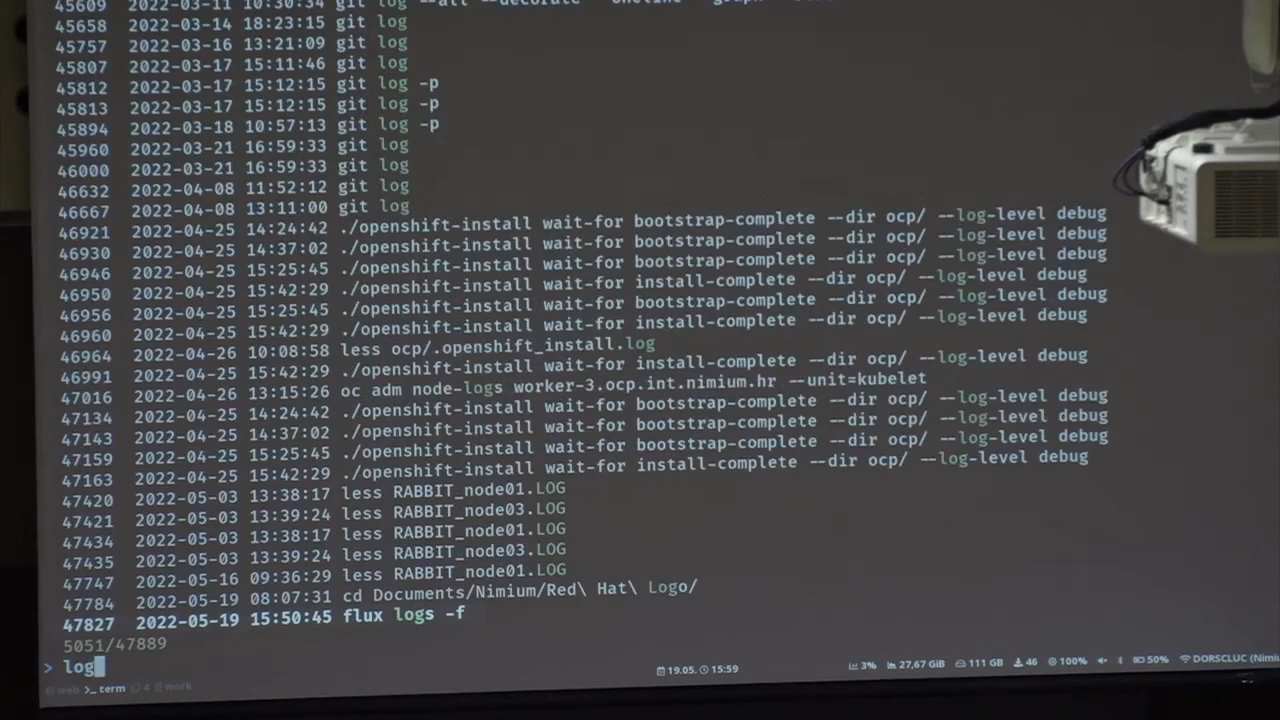 45609 2022-03-11 10:30:34 git log --all --decorate --oneline --graph
45658 2022-03-14 18:23:15 git log
45757 2022-03-16 13:21:09 git log
45807 2022-03-17 15:11:46 git log
45812 2022-03-17 15:12:15 git log -p
45813 2022-03-17 15:12:15 git log -p
45894 2022-03-18 10:57:13 git log -p
45960 2022-03-21 16:59:33 git log
46000 2022-03-21 16:59:33 git log
46632 2022-04-08 11:52:12 git log
46667 2022-04-08 13:11:00 git log
46921 2022-04-25 14:24:42 ./openshift-install wait-for bootstrap-complete --dir ocp/ --log-level debug
46930 2022-04-25 14:37:02 ./openshift-install wait-for bootstrap-complete --dir ocp/ --log-level debug
46946 2022-04-25 15:25:45 ./openshift-install wait-for bootstrap-complete --dir ocp/ --log-level debug
46950 2022-04-25 15:42:29 ./openshift-install wait-for install-complete --dir ocp/ --log-level debug
46956 2022-04-25 15:25:45 ./openshift-install wait-for bootstrap-complete --dir ocp/ --log-level debug
46960 2022-04-25 15:42:29 ./openshift-install wait-for install-complete --dir ocp/ --log-level debug
46964 2022-04-26 10:08:58 less ocp/.openshift_install.log
46991 2022-04-25 15:42:29 ./openshift-install wait-for install-complete --dir ocp/ --log-level debug
47016 2022-04-26 13:15:26 oc adm node-logs worker-3.ocp.int.nimium.hr --unit=kubelet
47134 2022-04-25 14:24:42 ./openshift-install wait-for bootstrap-complete --dir ocp/ --log-level debug
47143 2022-04-25 14:37:02 ./openshift-install wait-for bootstrap-complete --dir ocp/ --log-level debug
47159 2022-04-25 15:25:45 ./openshift-install wait-for bootstrap-complete --dir ocp/ --log-level debug
47163 2022-04-25 15:42:29 ./openshift-install wait-for install-complete --dir ocp/ --log-level debug
47420 2022-05-03 13:38:17 less RABBIT_node01.LOG
47421 2022-05-03 13:39:24 less RABBIT_node03.LOG
47434 2022-05-03 13:38:17 less RABBIT_node01.LOG
47435 2022-05-03 13:39:24 less RABBIT_node03.LOG
47747 2022-05-16 09:36:29 less RABBIT_node01.LOG
47784 2022-05-19 08:07:31 cd Documents/Nimium/Red\ Hat\ Logo/
47827 2022-05-19 15:50:45 flux logs -f
5051/47889
> log
web >_ term 4 work 19.05. 15:59 3% 27,67 GiB 111 GB 46 100% 50% DORSCLUC (Nimiu